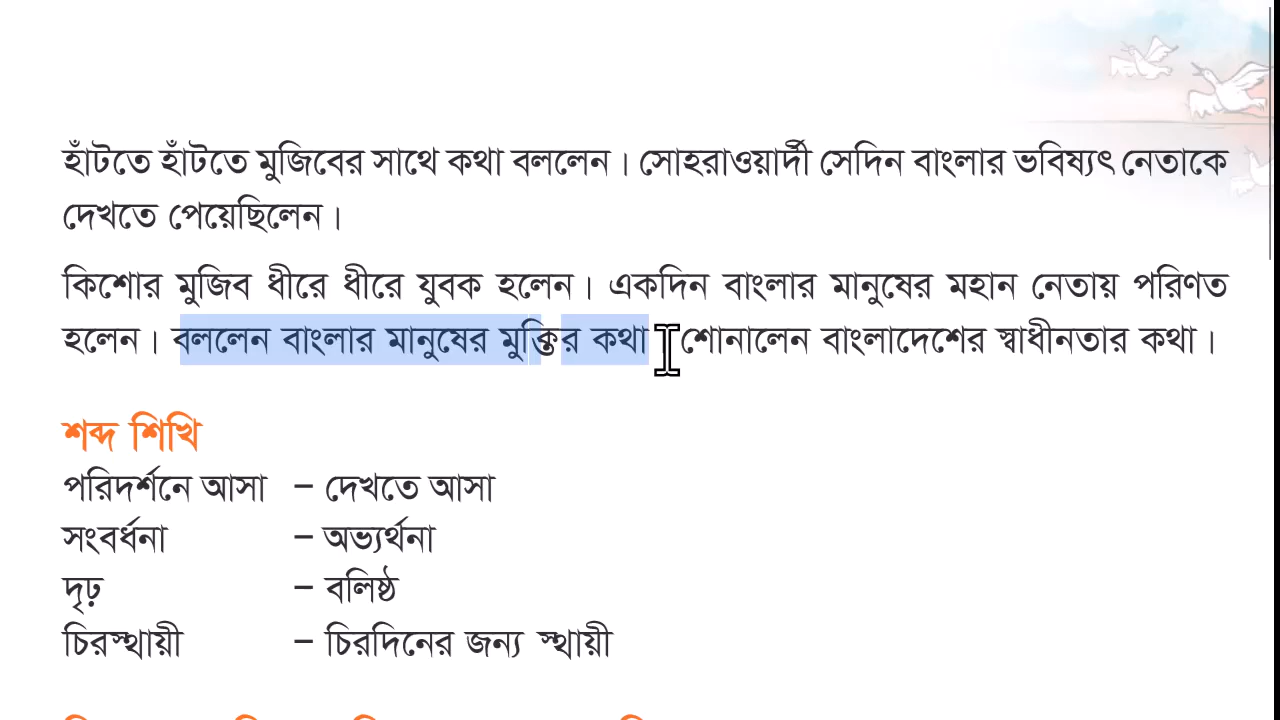 হাঁটতে হাঁটতে মুজিবের সাথে কথা বললেন। সোহরাওয়ার্দী সেদিন বাংলার ভবিষ্যৎ নেতাকে
দেখতে পেয়েছিলেন।
কিশোর মুজিব ধীরে ধীরে যুবক হলেন। একদিন বাংলার মানুষের মহান নেতায় পরিণত
হলেন। বললেন বাংলার মানুষের মুক্তির কথা শোনালেন বাংলাদেশের স্বাধীনতার কথা।
শব্দ শিখি
পরিদর্শনে আসা – দেখতে আসা
সংবর্ধনা – অভ্যর্থনা
দৃঢ় – বলিষ্ঠ
চিরস্থায়ী – চিরদিনের জন্য স্থায়ী